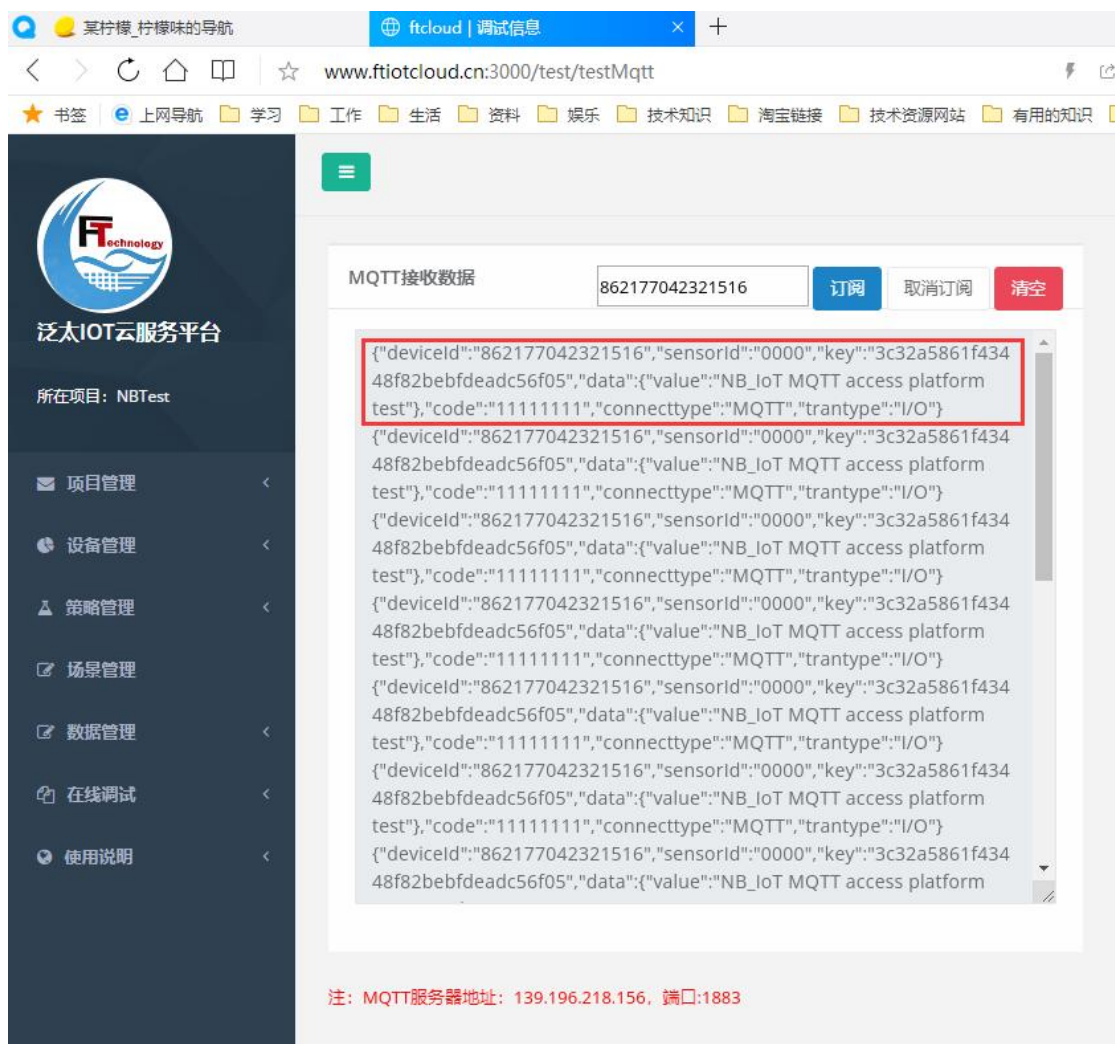 某柠檬_柠檬味的导航
ftcloud | 调试信息
www.ftiotcloud.cn:3000/test/testMqtt
书签 上网导航 学习 工作 生活 资料 娱乐 技术知识 淘宝链接 技术资源网站 有用的知识
FTechnology
泛太IOT云服务平台
所在项目：NBTest
项目管理
设备管理
策略管理
场景管理
数据管理
在线调试
使用说明
MQTT接收数据 862177042321516 订阅 取消订阅 清空
{"deviceId":"862177042321516","sensorId":"0000","key":"3c32a5861f434
48f82bebfdeadc56f05","data":{"value":"NB_IoT MQTT access platform
test"},"code":"11111111","connecttype":"MQTT","trantype":"I/O"}
{"deviceId":"862177042321516","sensorId":"0000","key":"3c32a5861f434
48f82bebfdeadc56f05","data":{"value":"NB_IoT MQTT access platform
test"},"code":"11111111","connecttype":"MQTT","trantype":"I/O"}
{"deviceId":"862177042321516","sensorId":"0000","key":"3c32a5861f434
48f82bebfdeadc56f05","data":{"value":"NB_IoT MQTT access platform
test"},"code":"11111111","connecttype":"MQTT","trantype":"I/O"}
{"deviceId":"862177042321516","sensorId":"0000","key":"3c32a5861f434
48f82bebfdeadc56f05","data":{"value":"NB_IoT MQTT access platform
test"},"code":"11111111","connecttype":"MQTT","trantype":"I/O"}
{"deviceId":"862177042321516","sensorId":"0000","key":"3c32a5861f434
48f82bebfdeadc56f05","data":{"value":"NB_IoT MQTT access platform
test"},"code":"11111111","connecttype":"MQTT","trantype":"I/O"}
{"deviceId":"862177042321516","sensorId":"0000","key":"3c32a5861f434
48f82bebfdeadc56f05","data":{"value":"NB_IoT MQTT access platform
test"},"code":"11111111","connecttype":"MQTT","trantype":"I/O"}
{"deviceId":"862177042321516","sensorId":"0000","key":"3c32a5861f434
48f82bebfdeadc56f05","data":{"value":"NB_IoT MQTT access platform
注：MQTT服务器地址：139.196.218.156，端口:1883